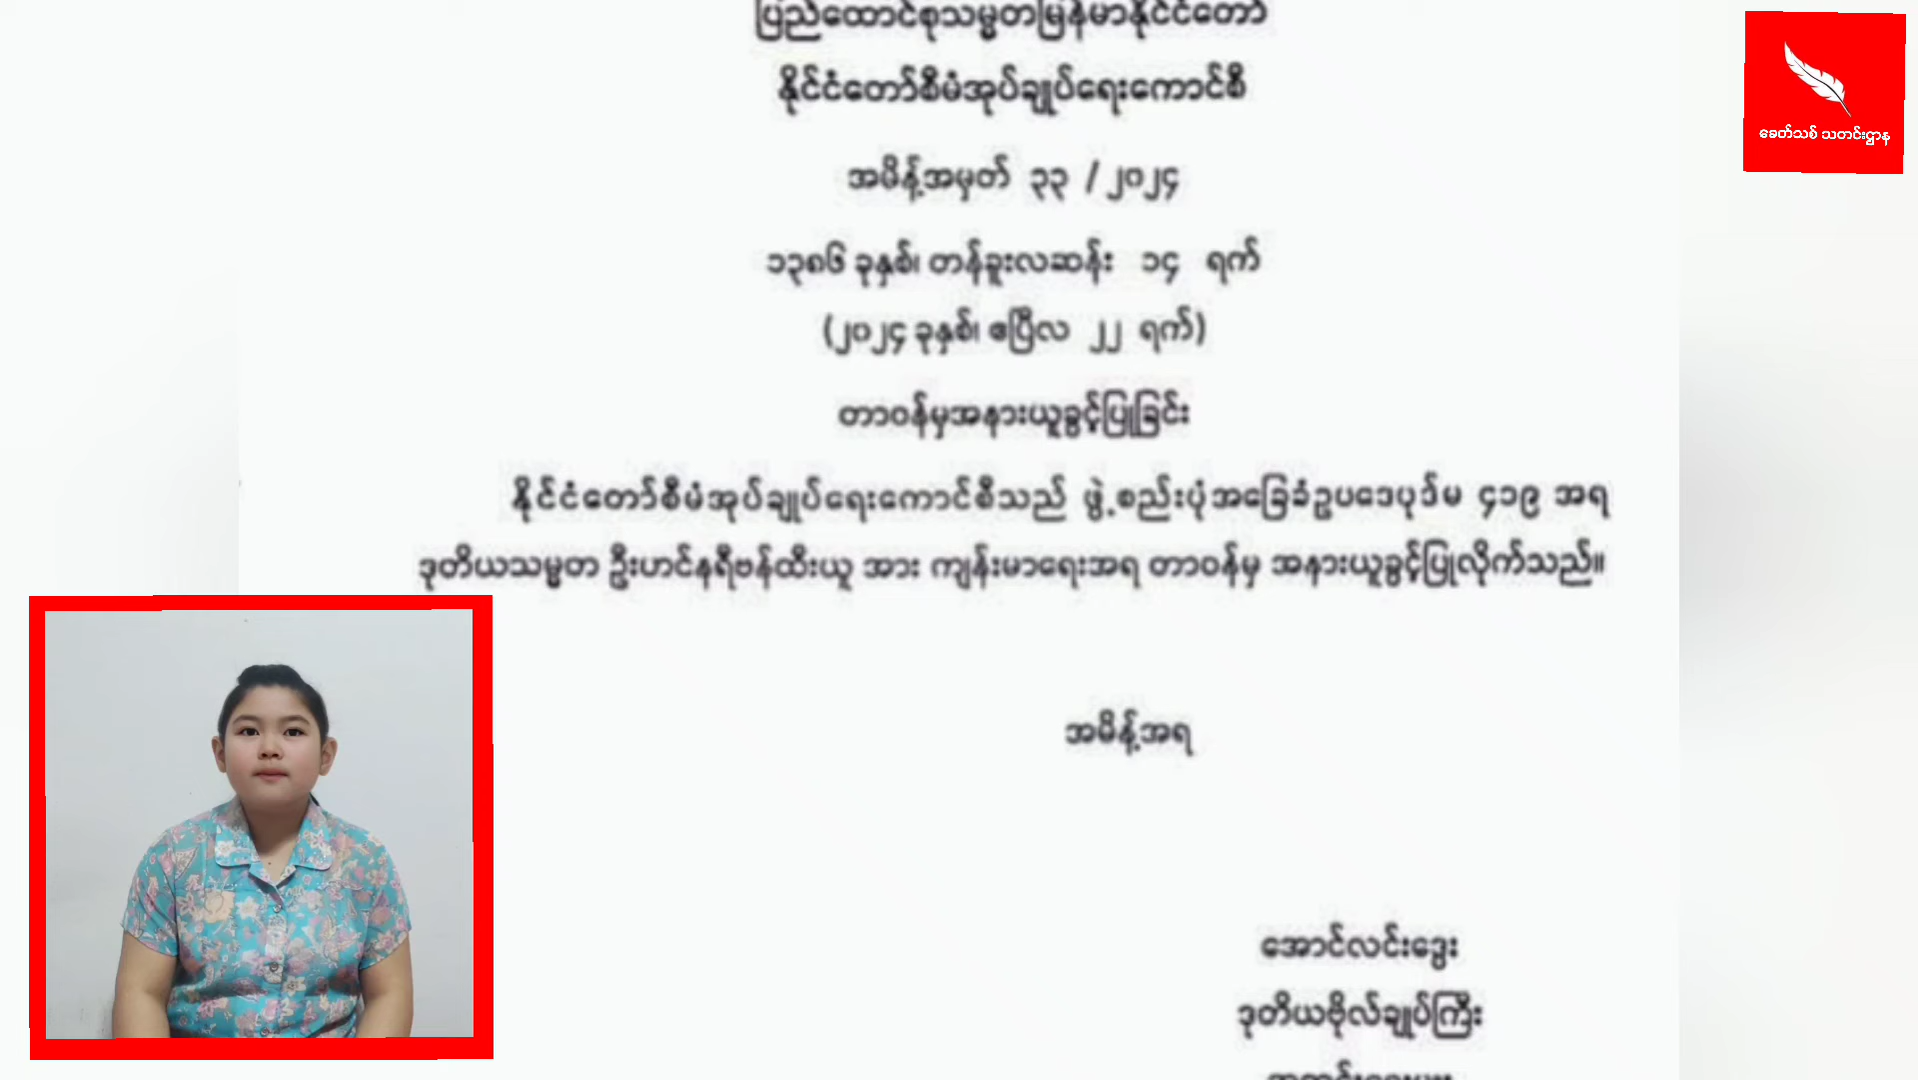 ပြည်ထောင်စုသမ္မတမြန်မာနိုင်ငံတော်
နိုင်ငံတော်စီမံအုပ်ချုပ်ရေးကောင်စီ
အမိန့်အမှတ် ၃၃ / ၂၀၂၄
၁၃၈၆ ခုနှစ်၊ တန်ခူးလဆန်း ၁၄ ရက်
(၂၀၂၄ ခုနှစ်၊ ဧပြီလ ၂၂ ရက်)
တာဝန်မှအနားယူခွင့်ပြုခြင်း
နိုင်ငံတော်စီမံအုပ်ချုပ်ရေးကောင်စီသည် ဖွဲ့စည်းပုံအခြေခံဥပဒေပုဒ်မ ၄၁၉ အရ
ဒုတိယသမ္မတ ဦးဟင်နရီဗန်ထီးယူ အား ကျန်းမာရေးအရ တာဝန်မှ အနားယူခွင့်ပြုလိုက်သည်။
အမိန့်အရ
အောင်လင်းဒွေး
ဒုတိယဗိုလ်ချုပ်ကြီး
ခေတ်သစ် သတင်းဌာန